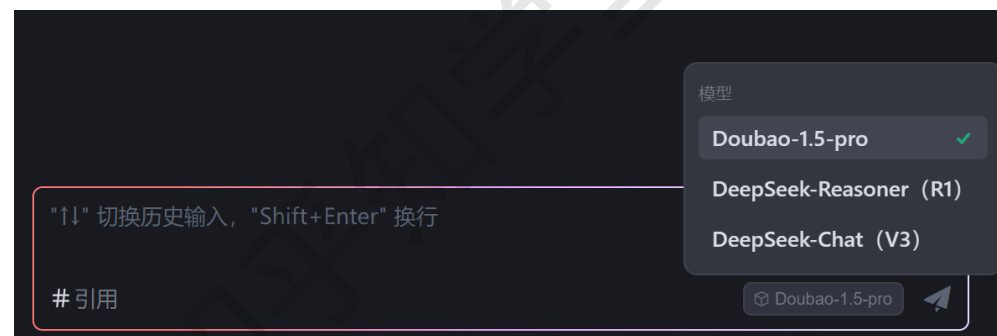 模型
Doubao-1.5-pro
DeepSeek-Reasoner（R1）
DeepSeek-Chat（V3）
"↑↓" 切换历史输入，"Shift+Enter" 换行
# 引用
Doubao-1.5-pro